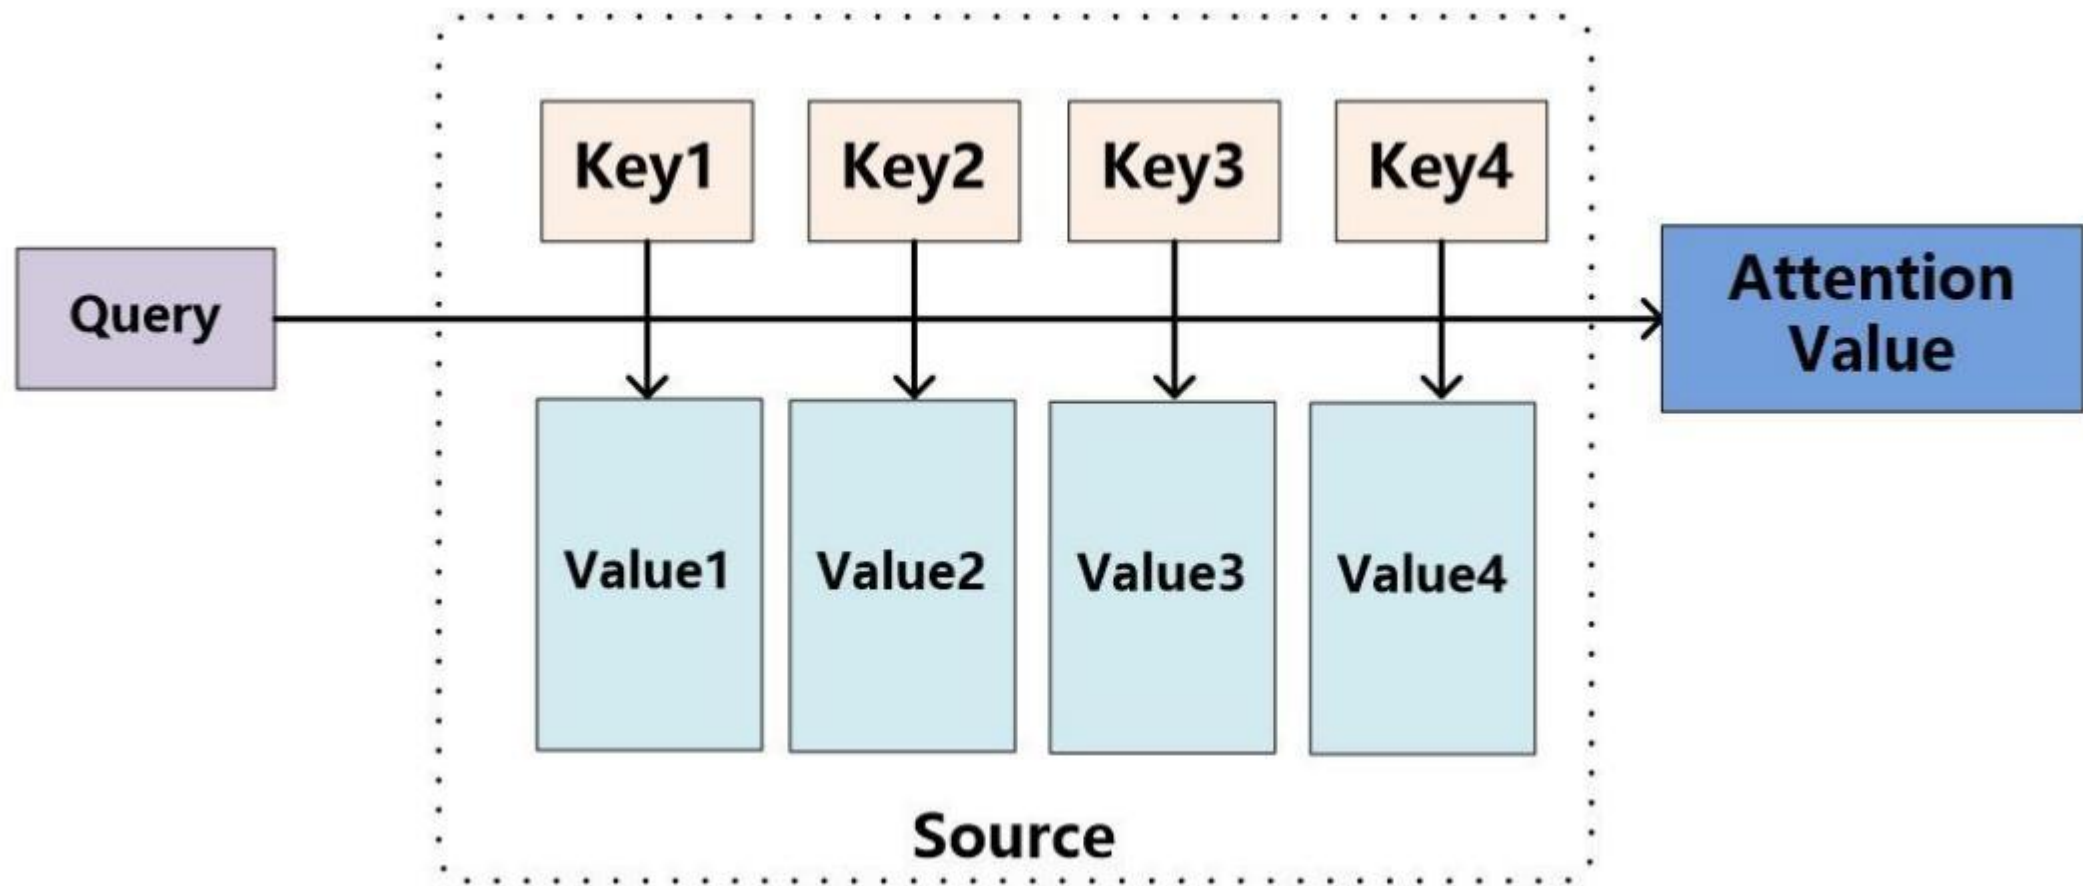 Key1
Key2
Key3
Key4
Query
Attention
Value
Value1
Value2
Value3
Value4
Source